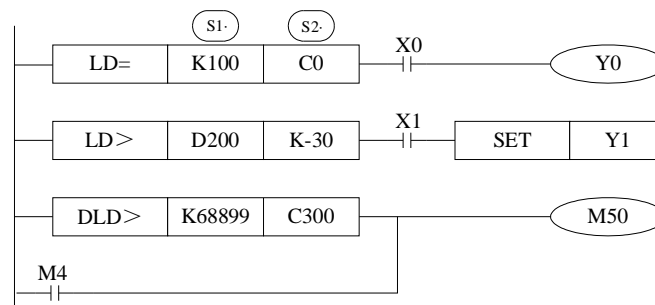 S1· S2·
LD= K100 C0 X0 Y0
LD> D200 K-30 X1 SET Y1
DLD> K68899 C300 M50
M4